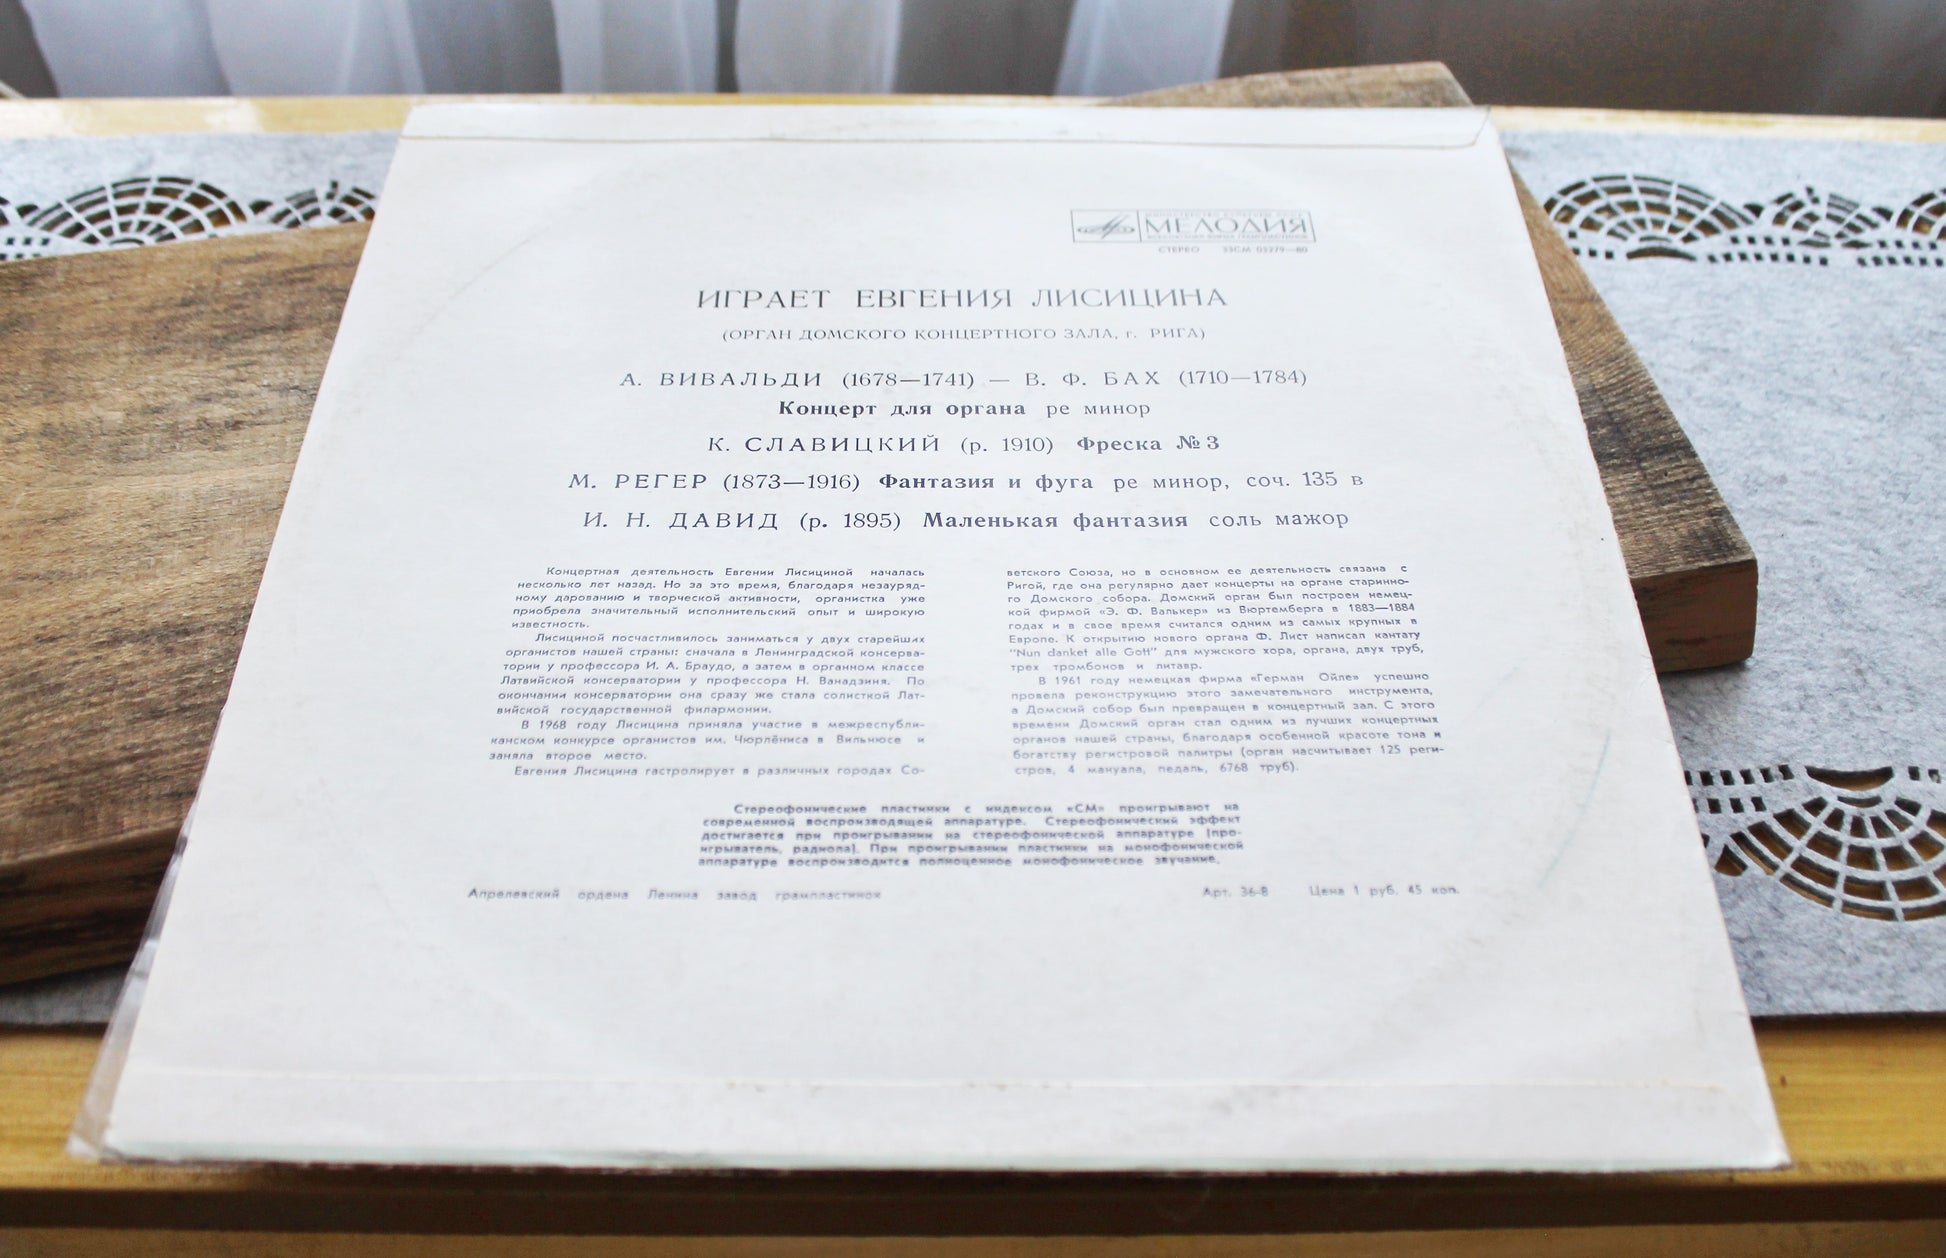 МИНИСТЕРСТВО КУЛЬТУРЫ СССР
МЕЛОДИЯ
ВСЕСОЮЗНАЯ ФИРМА ГРАМПЛАСТИНОК
СТЕРЕО 33СМ 03279—80
ИГРАЕТ ЕВГЕНИЯ ЛИСИЦИНА
(ОРГАН ДОМСКОГО КОНЦЕРТНОГО ЗАЛА, г. РИГА)
А. ВИВАЛЬДИ (1678—1741) — В. Ф. БАХ (1710—1784)
Концерт для органа ре минор
К. СЛАВИЦКИЙ (р. 1910) Фреска № 3
М. РЕГЕР (1873—1916) Фантазия и фуга ре минор, соч. 135 в
И. Н. ДАВИД (р. 1895) Маленькая фантазия соль мажор
Концертная деятельность Евгении Лисициной началась
несколько лет назад. Но за это время, благодаря незауряд-
ному дарованию и творческой активности, органистка уже
приобрела значительный исполнительский опыт и широкую
известность.
Лисициной посчастливилось заниматься у двух старейших
органистов нашей страны: сначала в Ленинградской консерва-
тории у профессора И. А. Браудо, а затем в органном классе
Латвийской консерватории у профессора Н. Ванадзиня. По
окончании консерватории она сразу же стала солисткой Лат-
вийской государственной филармонии.
В 1968 году Лисицина приняла участие в межреспубли-
канском конкурсе органистов им. Чюрлёниса в Вильнюсе и
заняла второе место.
Евгения Лисицина гастролирует в различных городах Со-
ветского Союза, но в основном ее деятельность связана с
Ригой, где она регулярно дает концерты на органе старинно-
го Домского собора. Домский орган был построен немец-
кой фирмой «Э. Ф. Валькер» из Вюртемберга в 1883—1884
годах и в свое время считался одним из самых крупных в
Европе. К открытию нового органа Ф. Лист написал кантату
"Nun danket alle Gott" для мужского хора, органа, двух труб,
трех тромбонов и литавр.
В 1961 году немецкая фирма «Герман Ойле» успешно
провела реконструкцию этого замечательного инструмента,
а Домский собор был превращен в концертный зал. С этого
времени Домский орган стал одним из лучших концертных
органов нашей страны, благодаря особенной красоте тона и
богатству регистровой палитры (орган насчитывает 125 реги-
стров, 4 мануала, педаль, 6768 труб).
Стереофонические пластинки с индексом «СМ» проигрывают на
современной воспроизводящей аппаратуре. Стереофонический эффект
достигается при проигрывании на стереофонической аппаратуре (про-
игрыватель, радиола). При проигрывании пластинки на монофонической
аппаратуре воспроизводится полноценное монофоническое звучание.
Апрелевский ордена Ленина завод грампластинок
Арт. 36-8 Цена 1 руб. 45 коп.